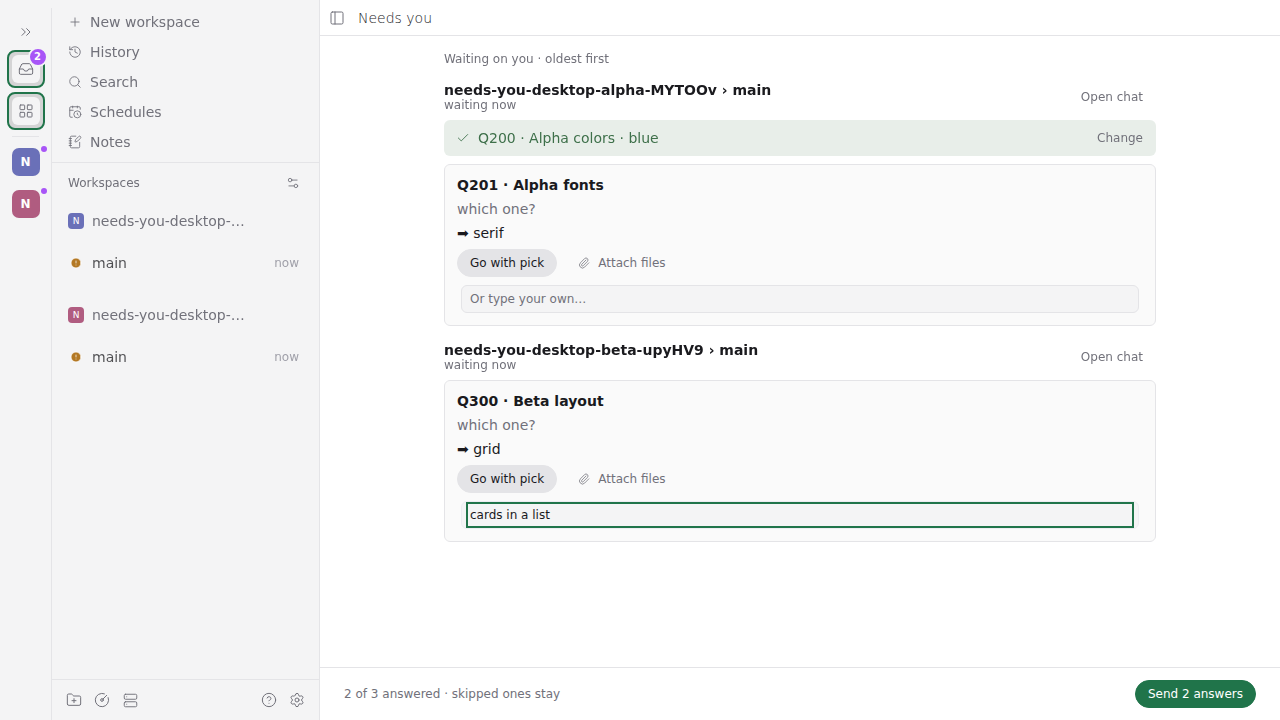 2
N
N
New workspace
History
Search
Schedules
Notes
Workspaces
N needs-you-desktop-...
main now
N needs-you-desktop-...
main now
Needs you
Waiting on you · oldest first
needs-you-desktop-alpha-MYTOOv › main
waiting now
Open chat
Q200 · Alpha colors · blue
Change
Q201 · Alpha fonts
which one?
➡ serif
Go with pick
Attach files
Or type your own...
needs-you-desktop-beta-upyHV9 › main
waiting now
Open chat
Q300 · Beta layout
which one?
➡ grid
Go with pick
Attach files
cards in a list
2 of 3 answered · skipped ones stay
Send 2 answers